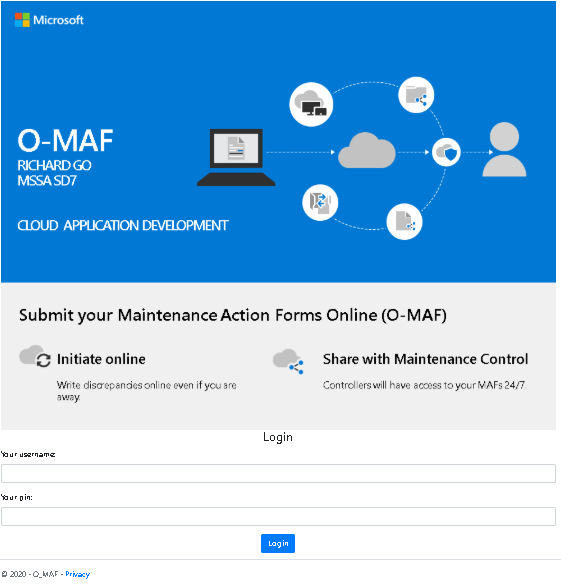 Microsoft
O-MAF
RICHARD GO
MSSA SD7
CLOUD APPLICATION DEVELOPMENT
Submit your Maintenance Action Forms Online (O-MAF)
Initiate online
Write discrepancies online even if you are
away.
Share with Maintenance Control
Controllers will have access to your MAFs 24/7.
Login
Your username:
Your pin:
Login
© 2020 - O_MAF - Privacy